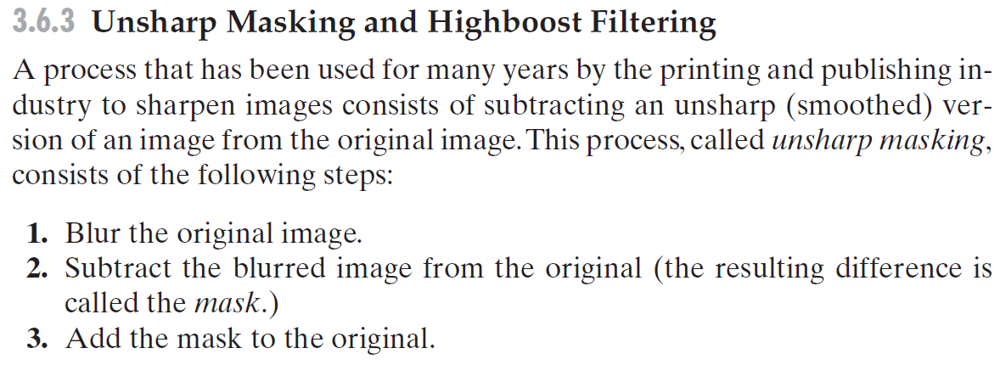 3.6.3 Unsharp Masking and Highboost Filtering
A process that has been used for many years by the printing and publishing in-
dustry to sharpen images consists of subtracting an unsharp (smoothed) ver-
sion of an image from the original image. This process, called unsharp masking,
consists of the following steps:
1. Blur the original image.
2. Subtract the blurred image from the original (the resulting difference is
called the mask.)
3. Add the mask to the original.